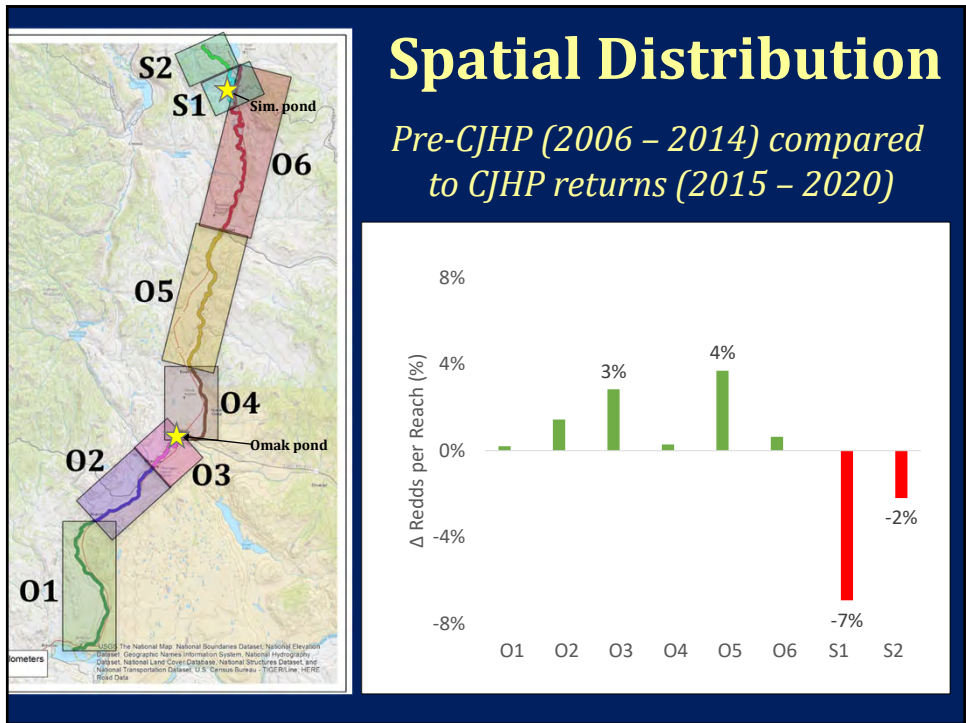 Spatial Distribution
Pre-CJHP (2006 – 2014) compared
to CJHP returns (2015 – 2020)
S2
S1
Sim. pond
O6
O5
O4
Omak pond
O2
O3
O1
lometers
USGS The National Map: National Boundaries Dataset, National Elevation
Dataset, Geographic Names Information System, National Hydrography
Dataset, National Land Cover Database, National Structures Dataset, and
National Transportation Dataset; U.S. Census Bureau - TIGER/Line; HERE
Road Data
Δ Redds per Reach (%)
8%
4%
0%
-4%
-8%
3%
4%
-7%
-2%
O1 O2 O3 O4 O5 O6 S1 S2